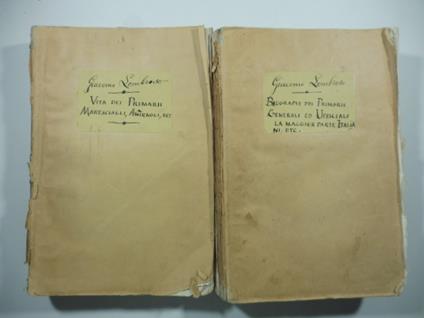 Giacomo Lombroso
Vita dei Primarii
Marescialli, Ammiragli, ecc
Giacomo Lombroso
Biografie dei Primarii
Generali ed Ufficiali
la maggior parte Italia
ni, etc.